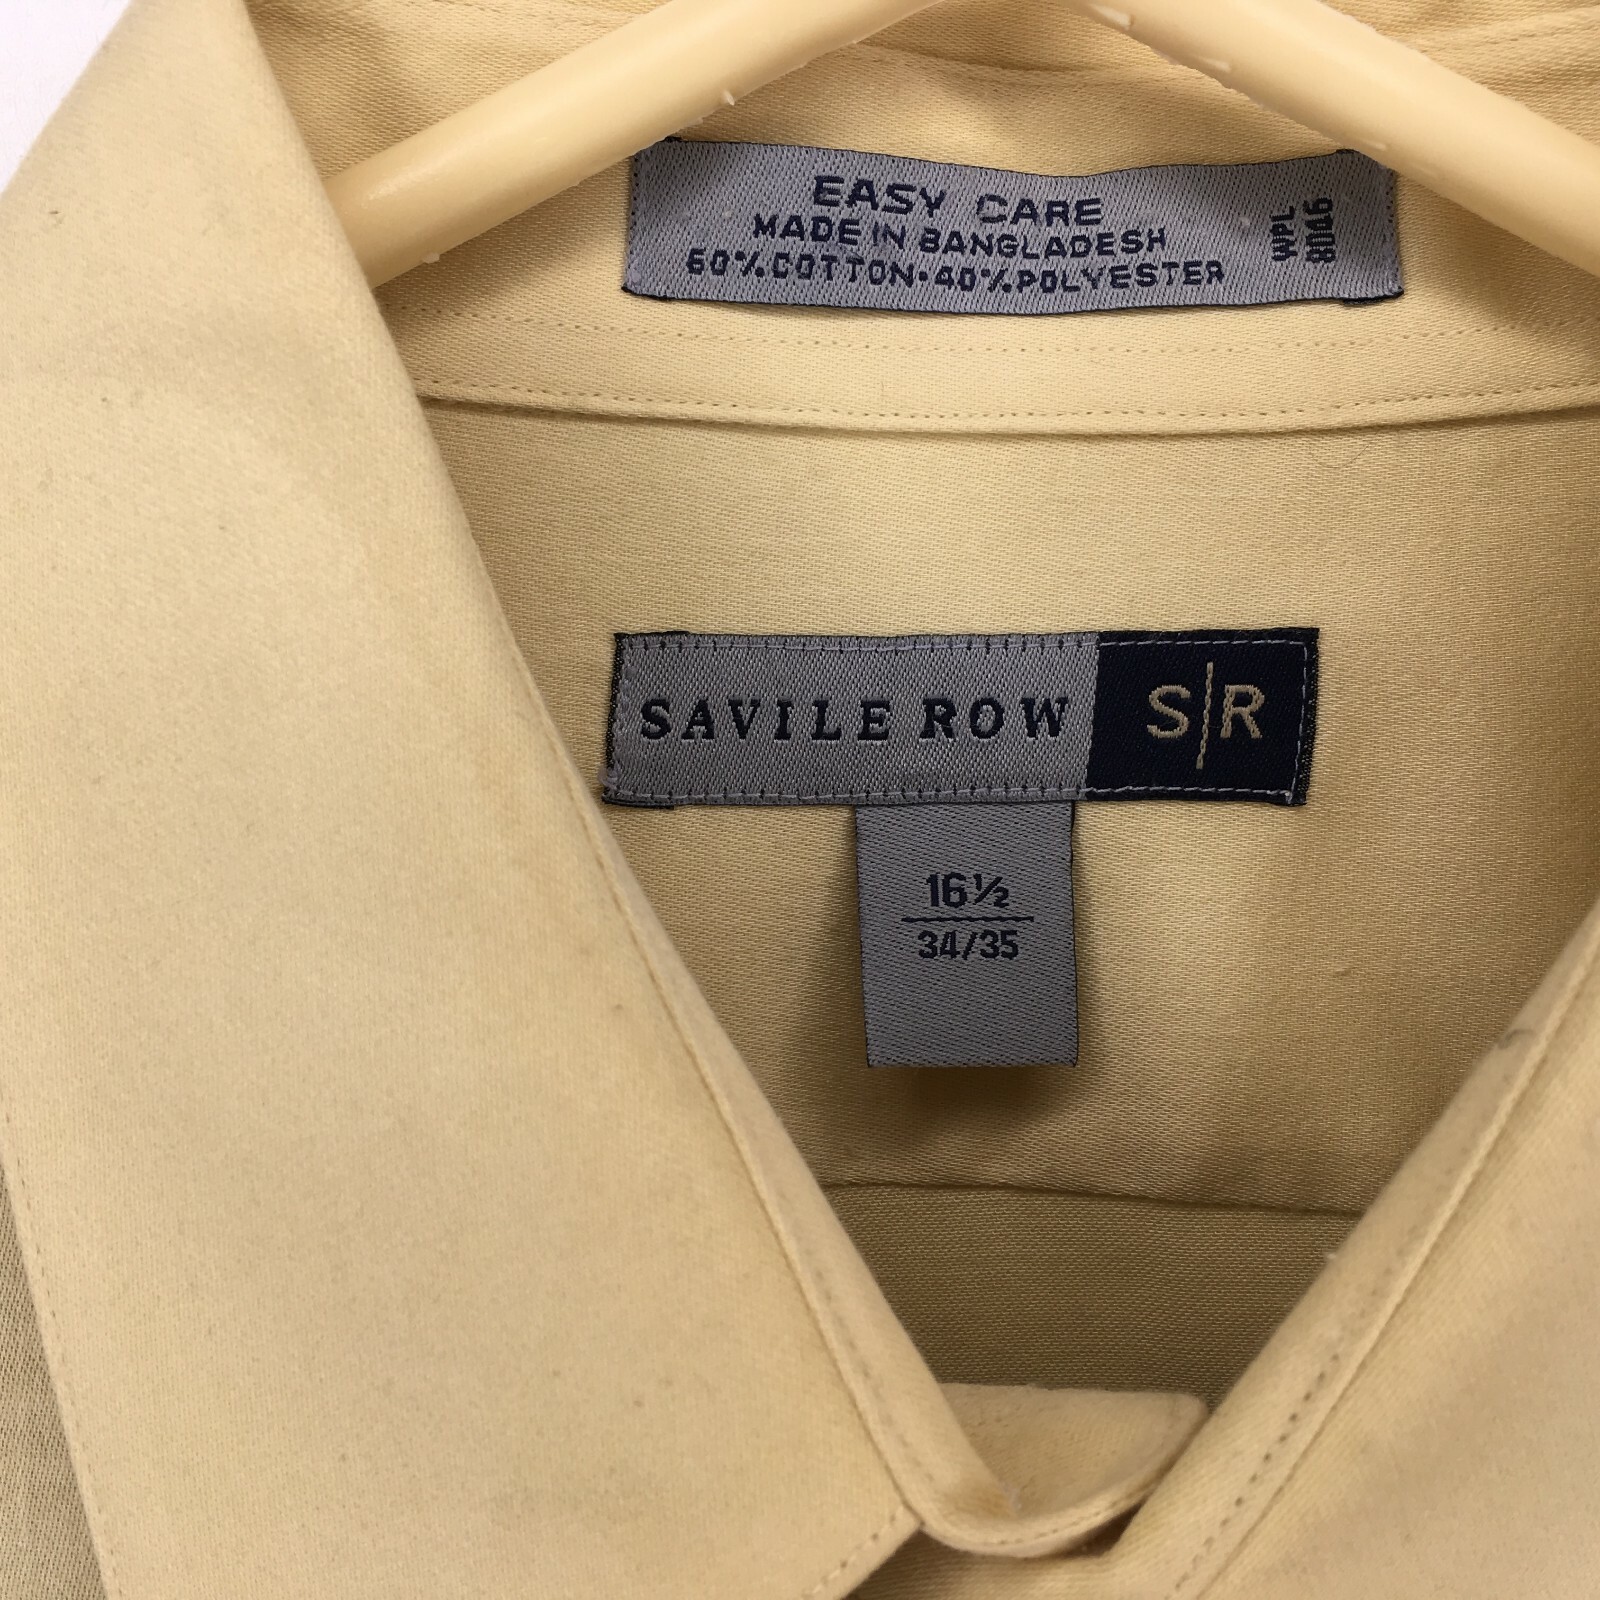 EASY CARE
MADE IN BANGLADESH
60%COTTON·40%POLYESTER
WPL
8046
SAVILE ROW S|R
16½
34/35